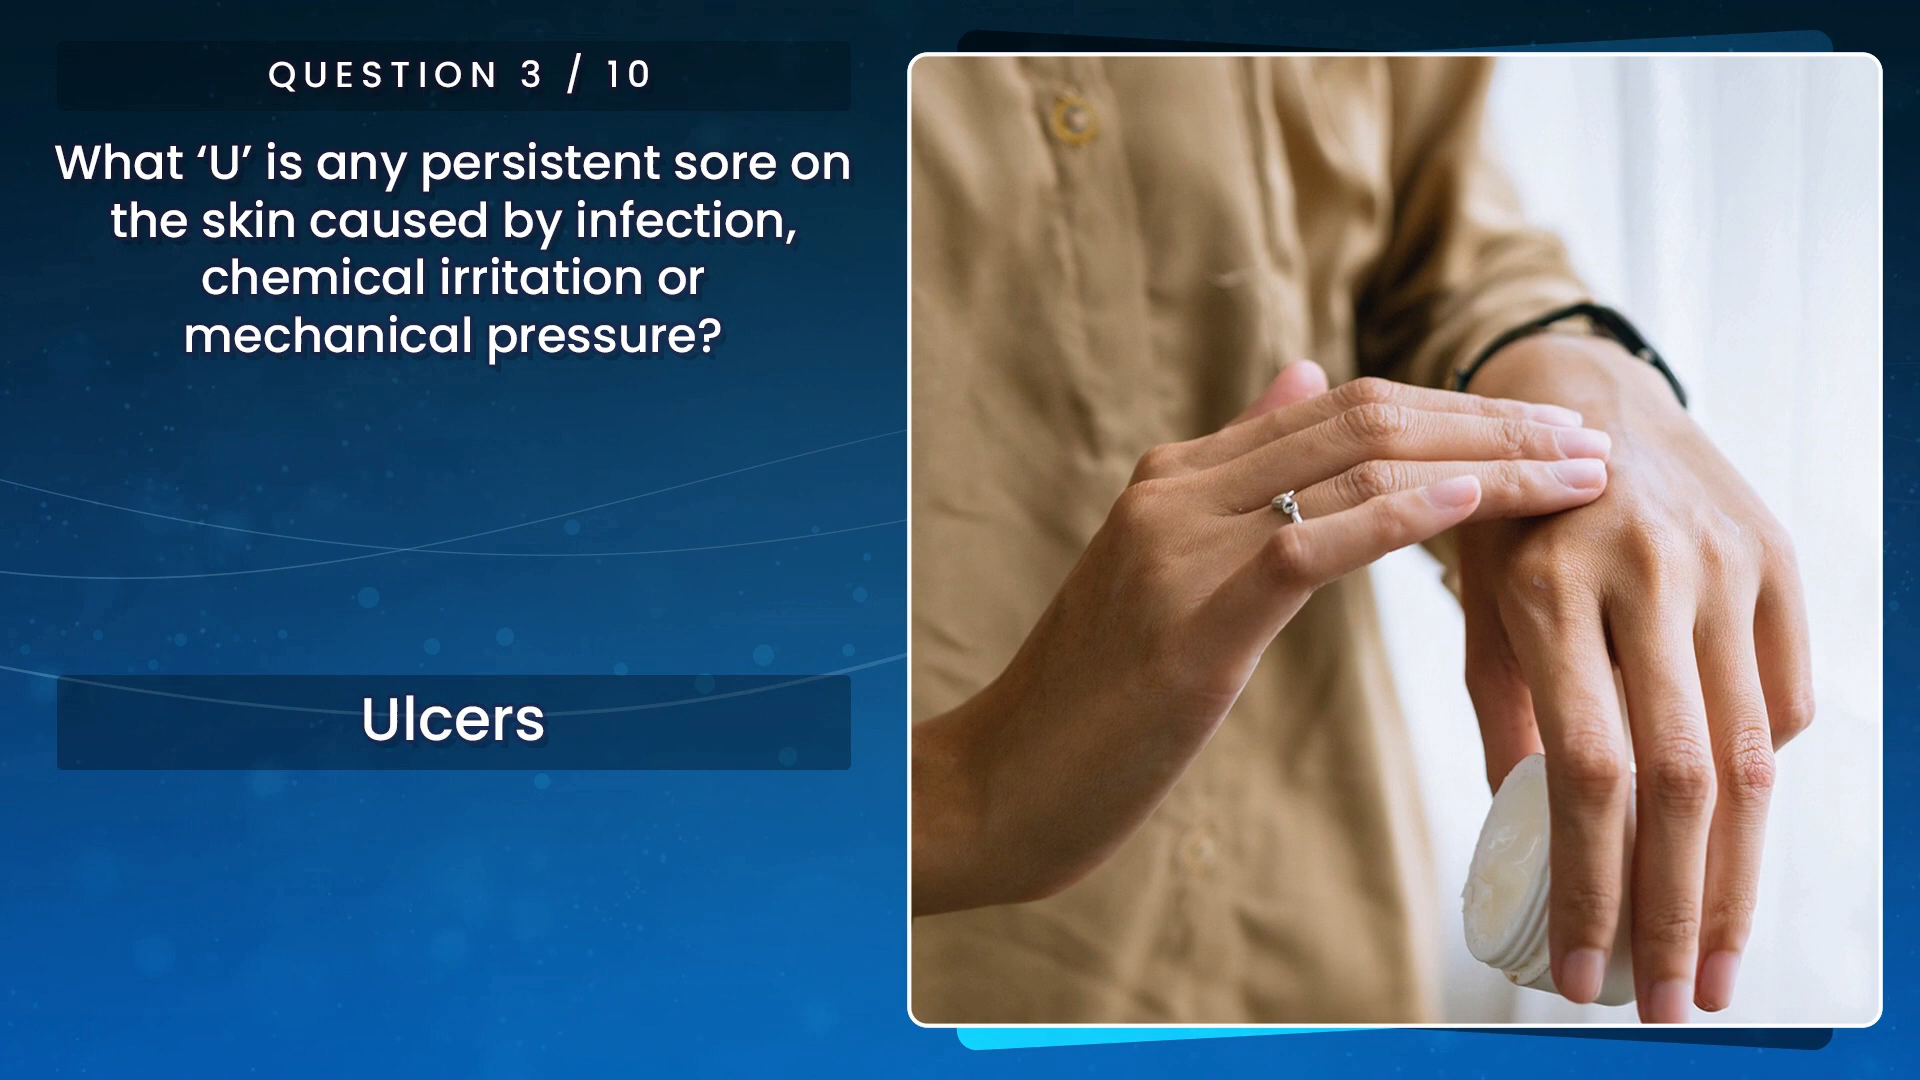 QUESTION 3 / 10
What ‘U’ is any persistent sore on
the skin caused by infection,
chemical irritation or
mechanical pressure?
Ulcers